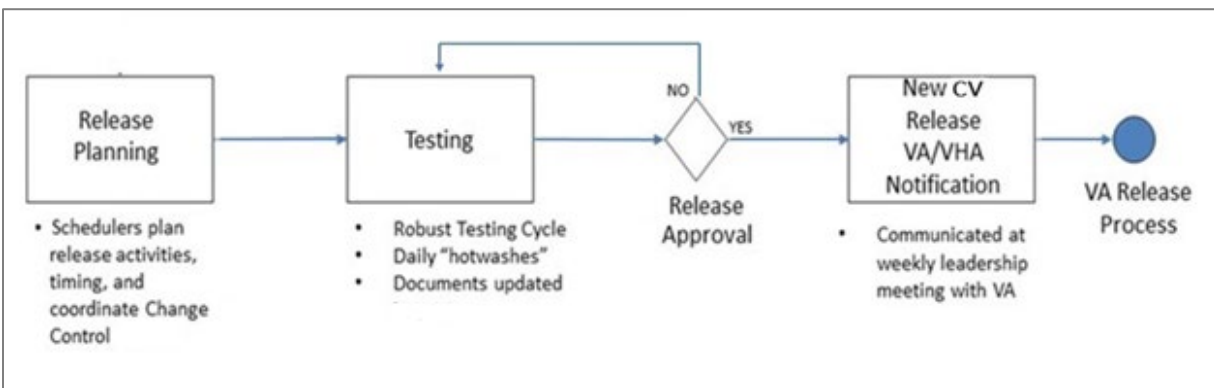 Release
Planning
• Schedulers plan
release activities,
timing, and
coordinate Change
Control
Testing
• Robust Testing Cycle
• Daily “hotwashes”
• Documents updated
NO
YES
Release
Approval
New CV
Release
VA/VHA
Notification
• Communicated at
weekly leadership
meeting with VA
VA Release
Process